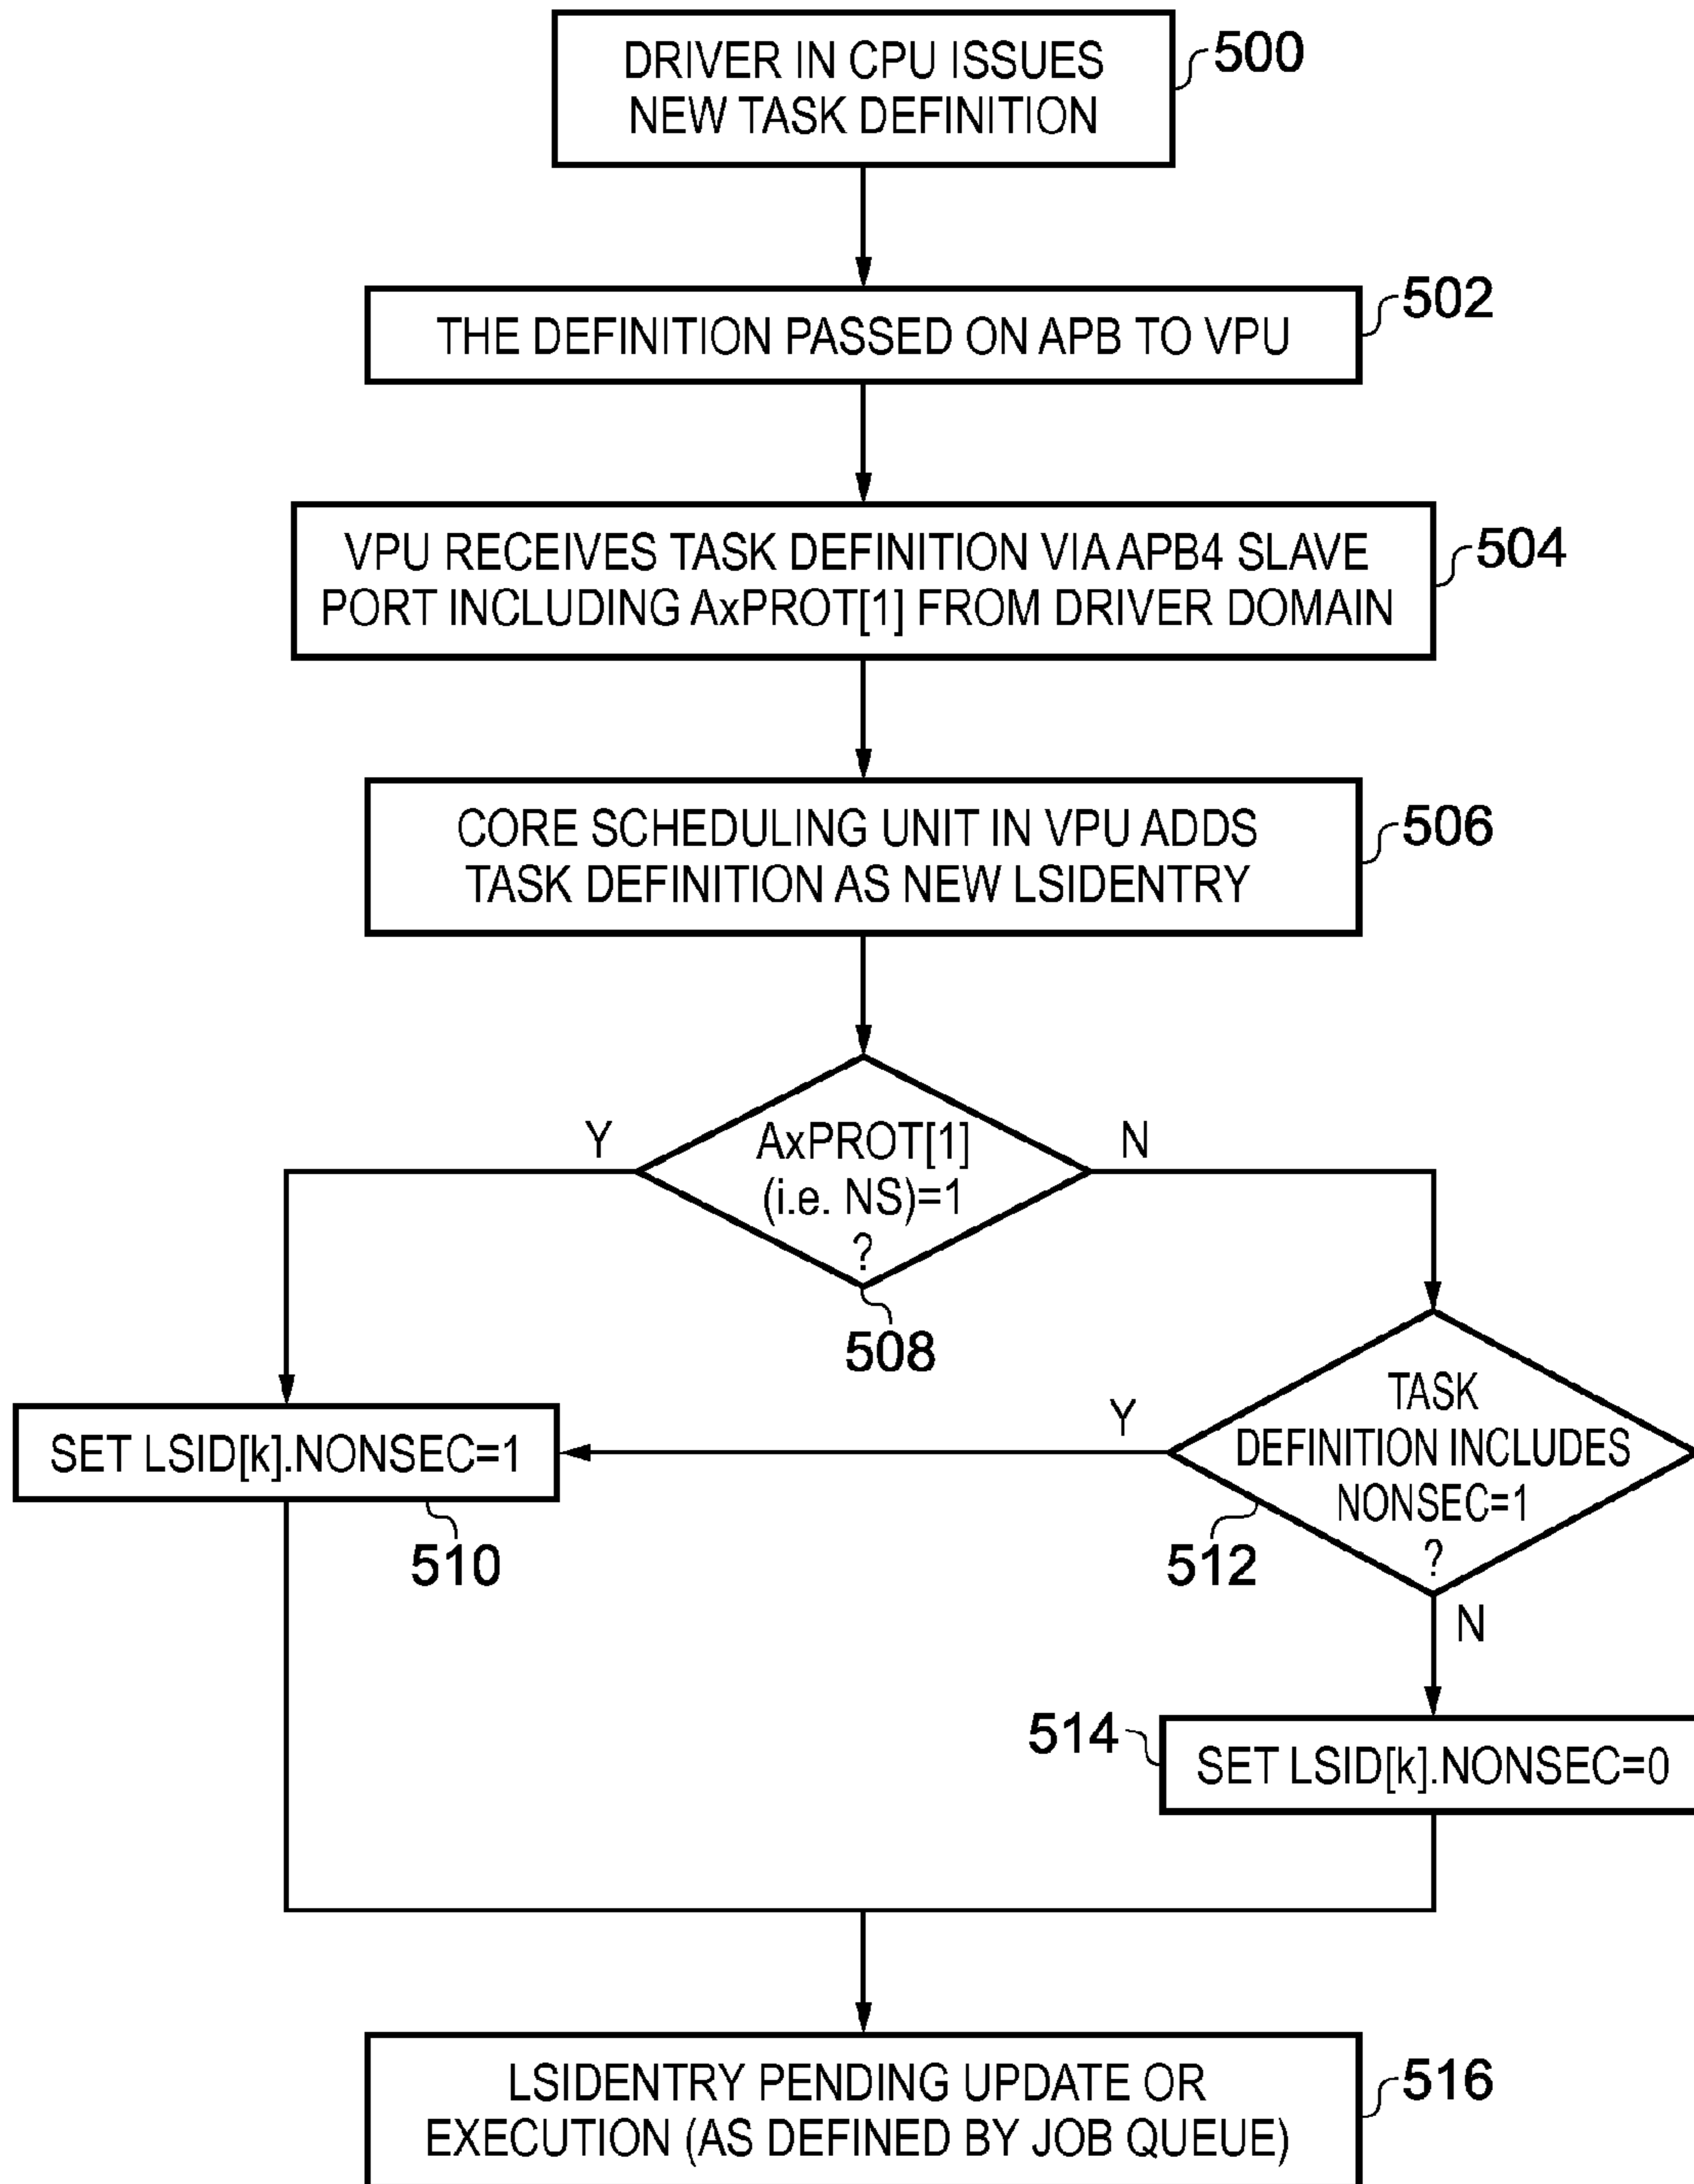 DRIVER IN CPU ISSUES
NEW TASK DEFINITION
500
THE DEFINITION PASSED ON APB TO VPU
502
VPU RECEIVES TASK DEFINITION VIA APB4 SLAVE
PORT INCLUDING AxPROT[1] FROM DRIVER DOMAIN
504
CORE SCHEDULING UNIT IN VPU ADDS
TASK DEFINITION AS NEW LSIDENTRY
506
Y
AxPROT[1]
(i.e. NS)=1
?
N
508
SET LSID[k].NONSEC=1
510
Y
TASK
DEFINITION INCLUDES
NONSEC=1
?
512
N
514
SET LSID[k].NONSEC=0
LSIDENTRY PENDING UPDATE OR
EXECUTION (AS DEFINED BY JOB QUEUE)
516